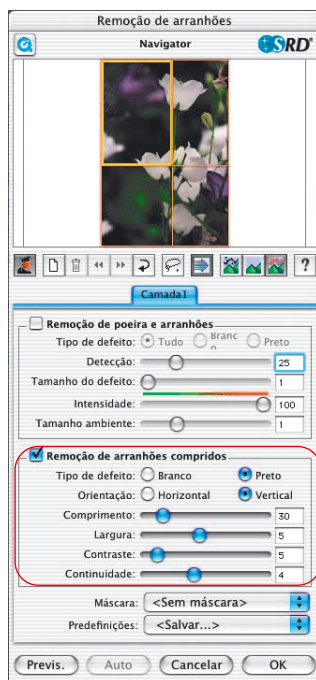 Remoção de arranhões
Navigator
SRD
?
Camada1
Remoção de poeira e arranhões
Tipo de defeito: Tudo Branco Preto
Detecção: 25
Tamanho do defeito: 1
Intensidade: 100
Tamanho ambiente: 1
Remoção de arranhões compridos
Tipo de defeito: Branco Preto
Orientação: Horizontal Vertical
Comprimento: 30
Largura: 5
Contraste: 5
Continuidade: 4
Máscara: <Sem máscara>
Predefinições: <Salvar...>
Previs. Auto Cancelar OK